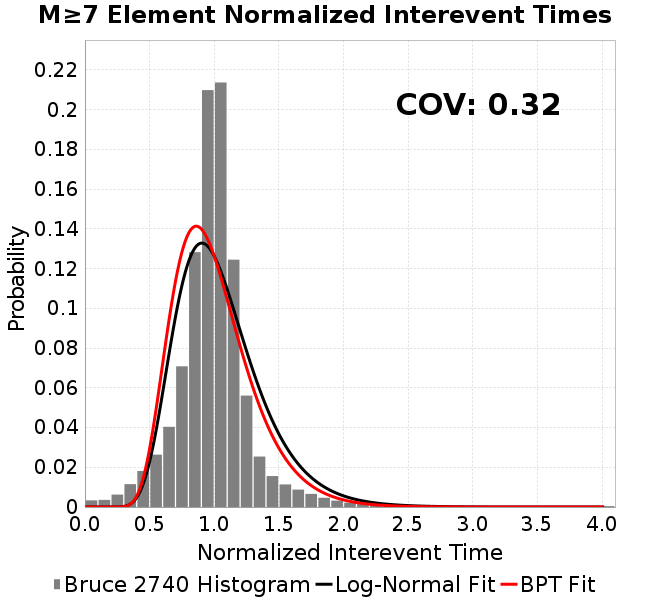 M≥7 Element Normalized Interevent Times
COV: 0.32
Probability
0.22
0.2
0.18
0.16
0.14
0.12
0.1
0.08
0.06
0.04
0.02
0
0.0 0.5 1.0 1.5 2.0 2.5 3.0 3.5 4.0
Normalized Interevent Time
Bruce 2740 Histogram Log-Normal Fit BPT Fit